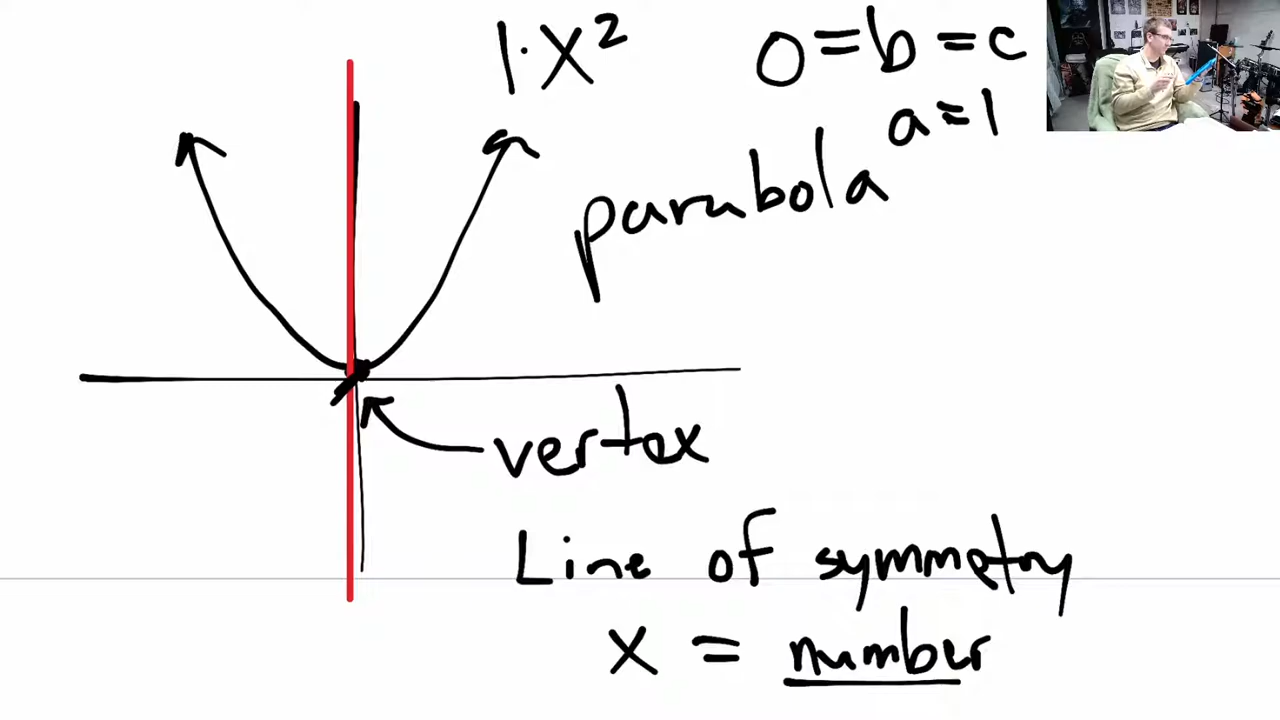 1·x²
0=b=c
a=1
parabola
vertex
Line of symmetry
x = number